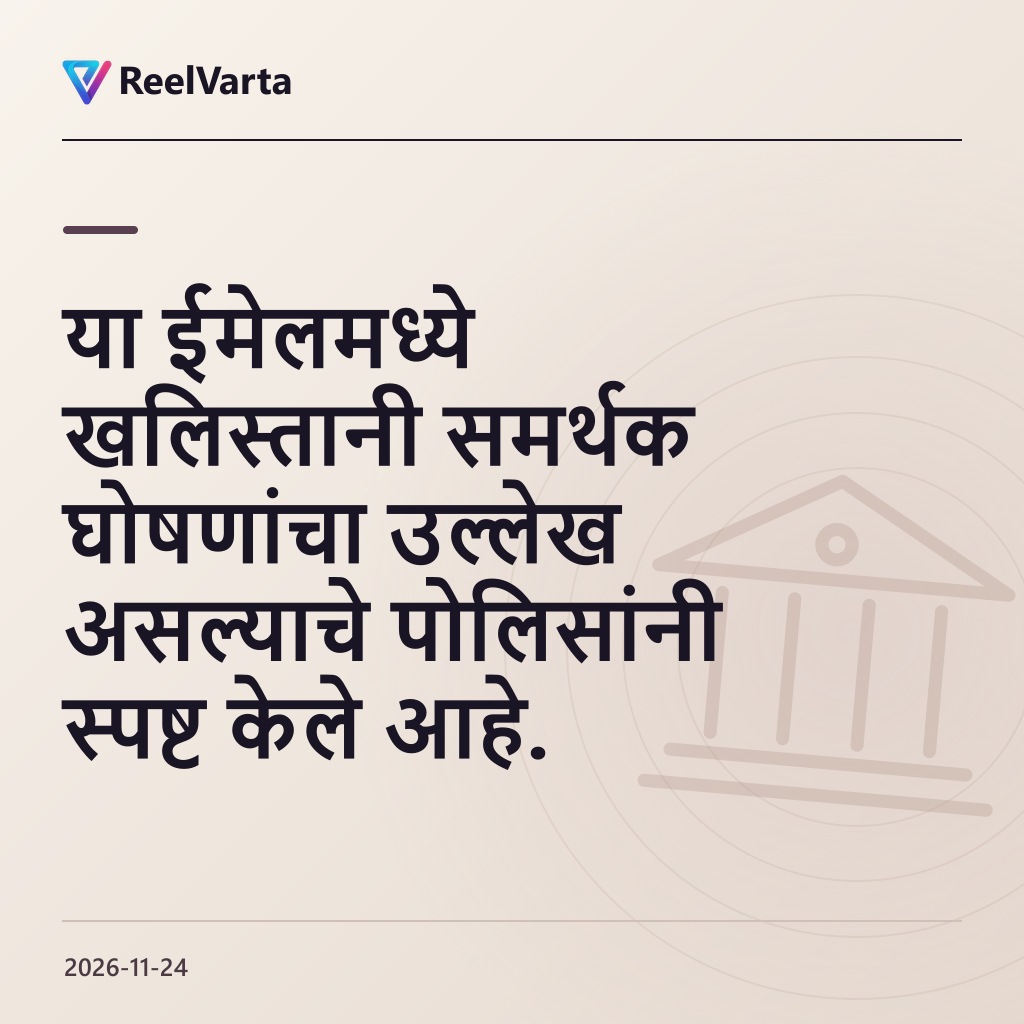 ReelVarta
या ईमेलमध्ये
खलिस्तानी समर्थक
घोषणांचा उल्लेख
असल्याचे पोलिसांनी
स्पष्ट केले आहे.
2026-11-24